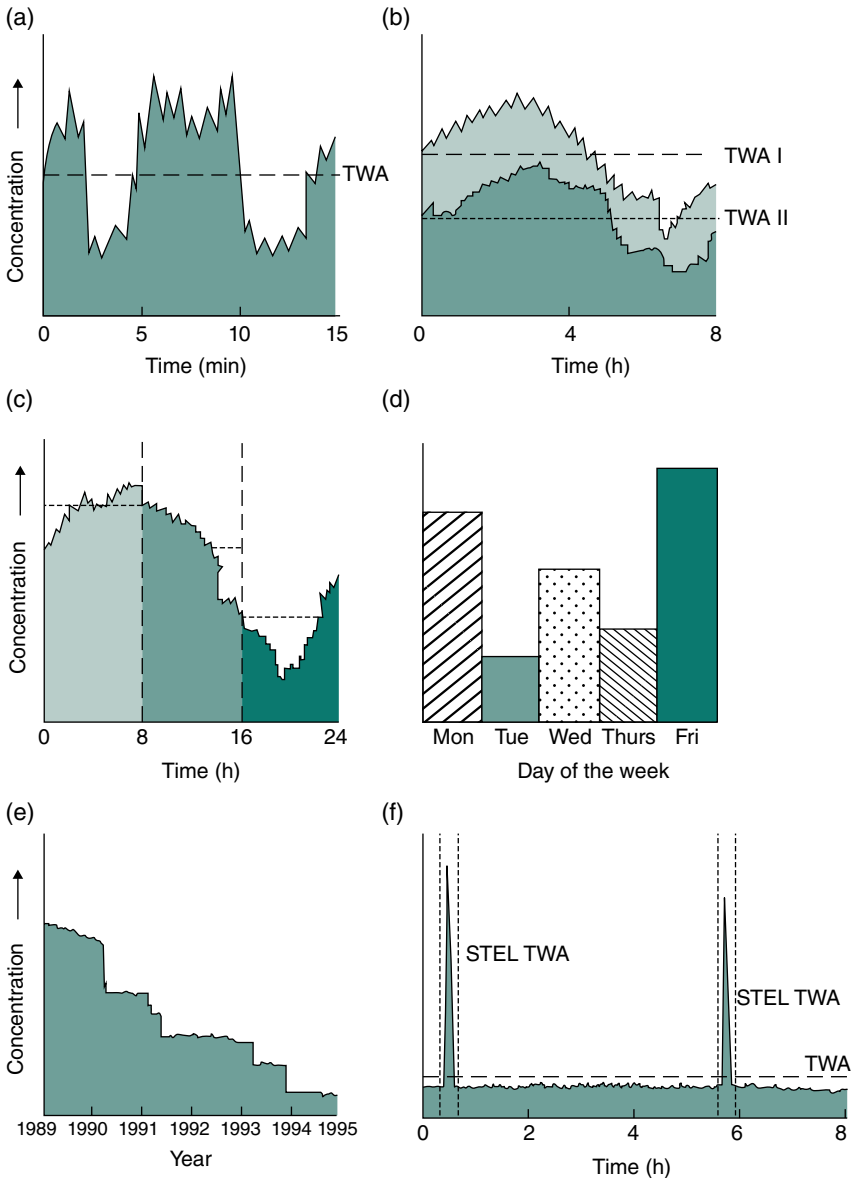 (a)
Concentration
TWA
0 5 10 15
Time (min)
(b)
TWA I
TWA II
0 4 8
Time (h)
(c)
Concentration
0 8 16 24
Time (h)
(d)
Mon Tue Wed Thurs Fri
Day of the week
(e)
Concentration
1989 1990 1991 1992 1993 1994 1995
Year
(f)
STEL TWA
STEL TWA
TWA
0 2 4 6 8
Time (h)